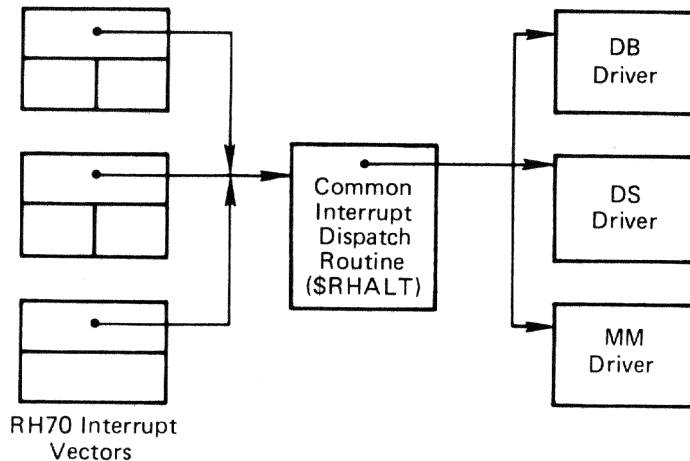 DB
Driver
Common
Interrupt
Dispatch
Routine
($RHALT)
DS
Driver
MM
Driver
RH70 Interrupt
Vectors